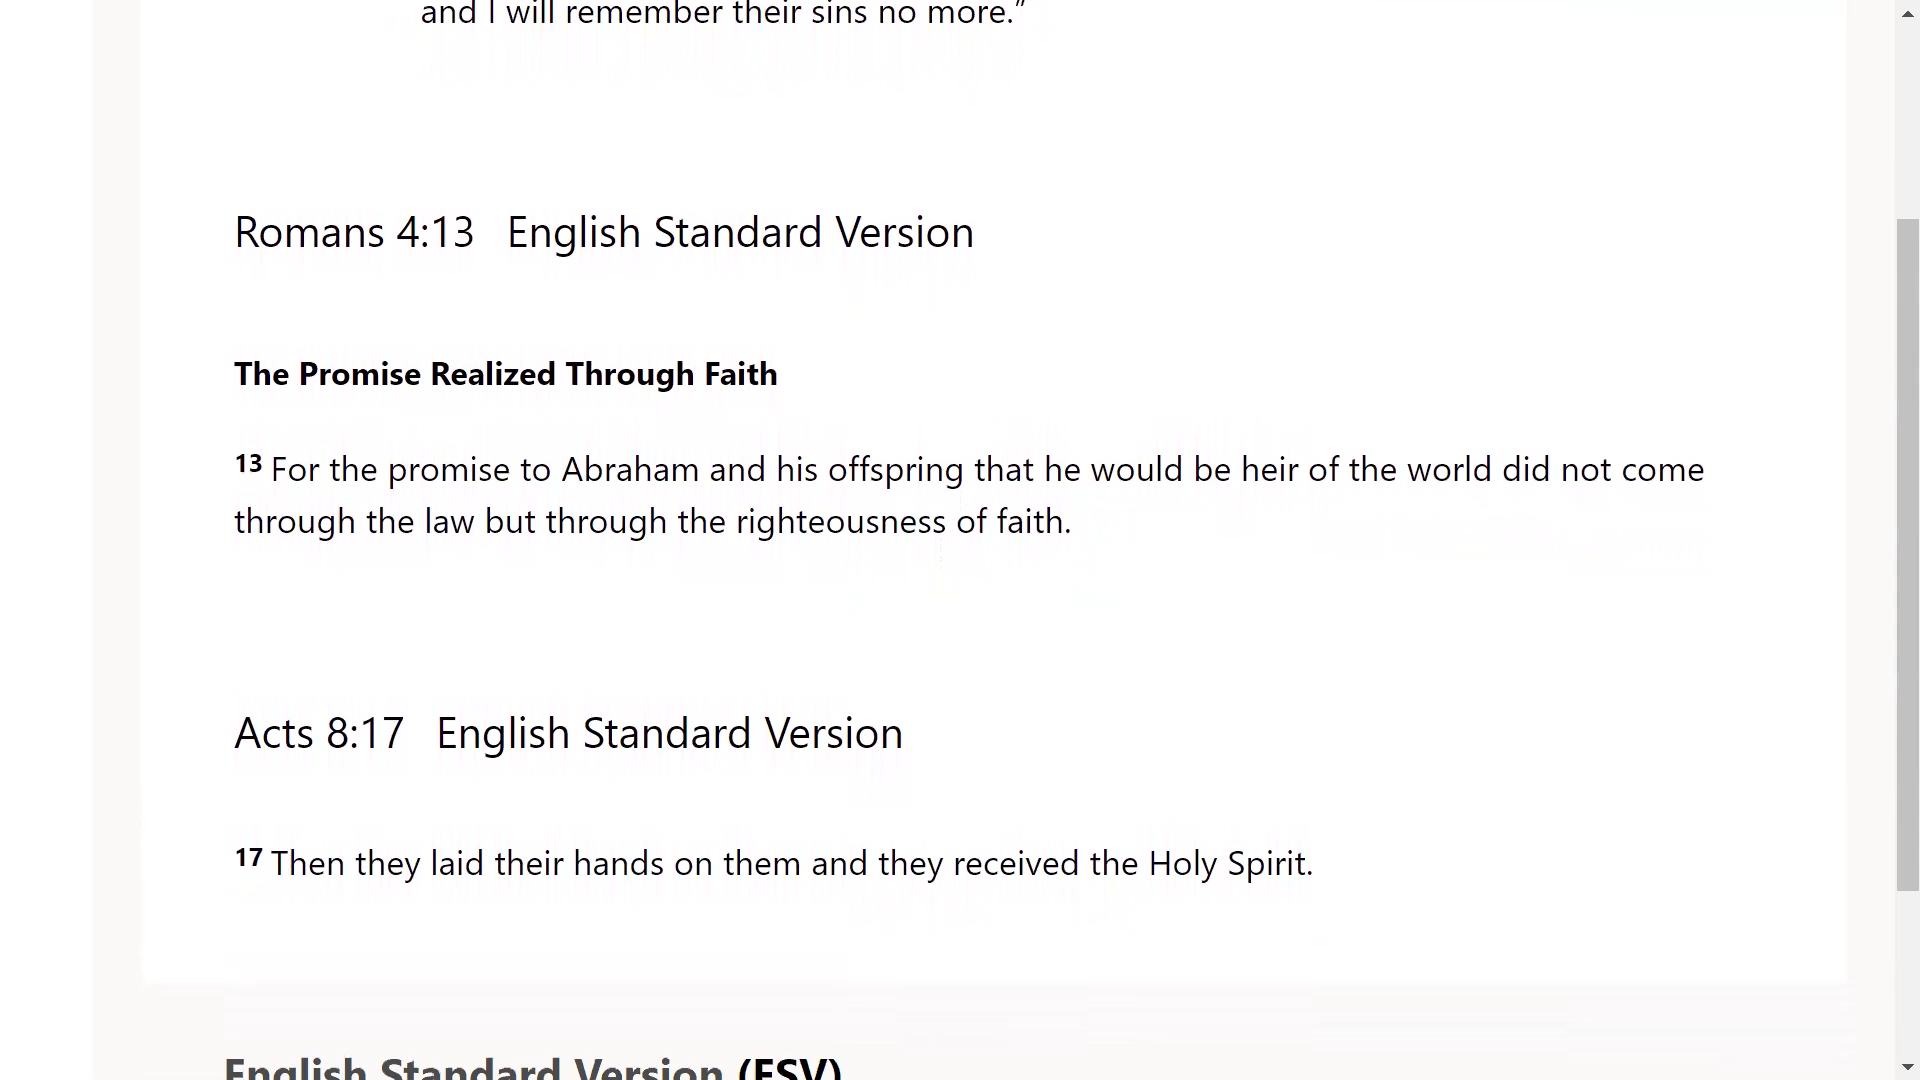 and I will remember their sins no more.”
Romans 4:13 English Standard Version
The Promise Realized Through Faith
13 For the promise to Abraham and his offspring that he would be heir of the world did not come
through the law but through the righteousness of faith.
Acts 8:17 English Standard Version
17 Then they laid their hands on them and they received the Holy Spirit.
English Standard Version (ESV)